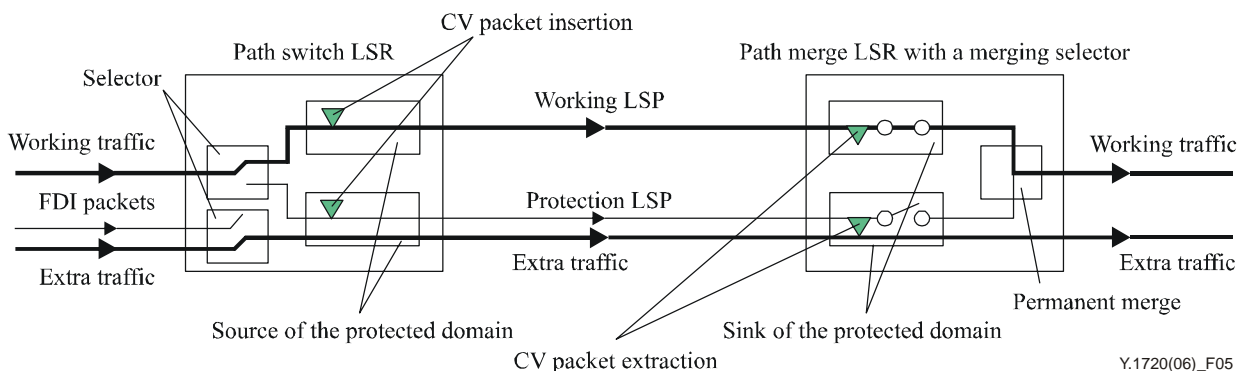 CV packet insertion
Path switch LSR
Path merge LSR with a merging selector
Selector
Working LSP
Working traffic
Working traffic
FDI packets
Protection LSP
Extra traffic
Extra traffic
Extra traffic
Permanent merge
Source of the protected domain
Sink of the protected domain
CV packet extraction
Y.1720(06)_F05